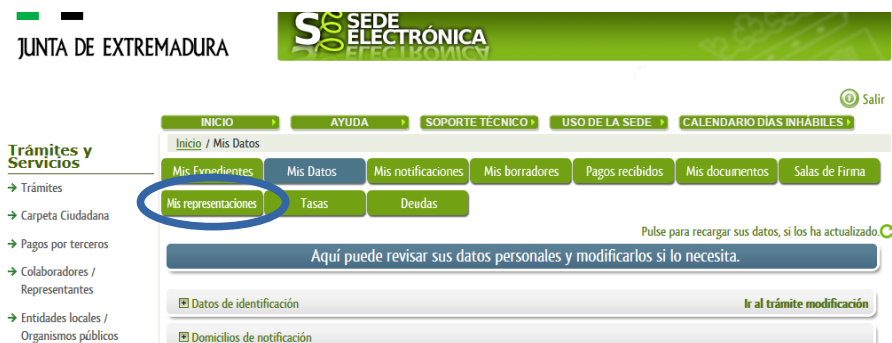 JUNTA DE EXTREMADURA
SEDE
ELECTRÓNICA
Salir
INICIO
AYUDA
SOPORTE TÉCNICO
USO DE LA SEDE
CALENDARIO DÍAS INHÁBILES
Inicio / Mis Datos
Trámites y
Servicios
Trámites
Carpeta Ciudadana
Pagos por terceros
Colaboradores /
Representantes
Entidades locales /
Organismos públicos
Mis Expedientes
Mis Datos
Mis notificaciones
Mis borradores
Pagos recibidos
Mis documentos
Salas de Firma
Mis representaciones
Tasas
Deudas
Pulse para recargar sus datos, si los ha actualizado.
Aquí puede revisar sus datos personales y modificarlos si lo necesita.
Datos de identificación
Ir al trámite modificación
Domicilios de notificación